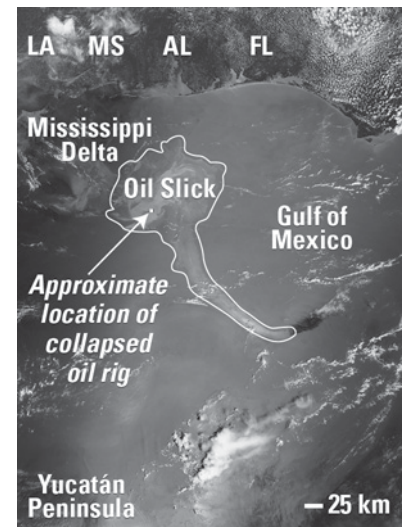 LA MS AL FL
Mississippi
Delta
Oil Slick
Gulf of
Mexico
Approximate
location of
collapsed
oil rig
Yucatán
Peninsula
25 km